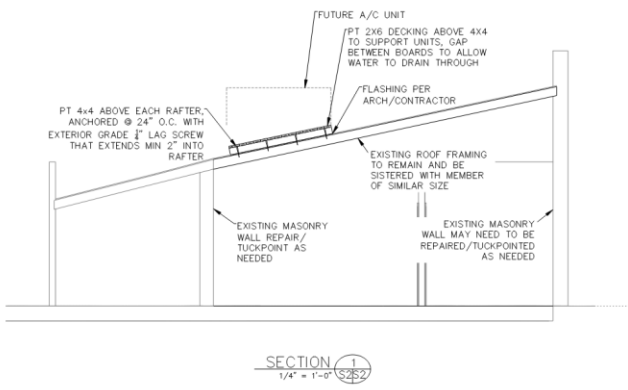 FUTURE A/C UNIT
PT 2X6 DECKING ABOVE 4X4
TO SUPPORT UNITS, GAP
BETWEEN BOARDS TO ALLOW
WATER TO DRAIN THROUGH
FLASHING PER
ARCH/CONTRACTOR
PT 4x4 ABOVE EACH RAFTER,
ANCHORED @ 24" O.C. WITH
EXTERIOR GRADE ¼" LAG SCREW
THAT EXTENDS MIN 2" INTO
RAFTER
EXISTING ROOF FRAMING
TO REMAIN AND BE
SISTERED WITH MEMBER
OF SIMILAR SIZE
EXISTING MASONRY
WALL REPAIR/
TUCKPOINT AS
NEEDED
EXISTING MASONRY
WALL MAY NEED TO BE
REPAIRED/TUCKPOINTED
AS NEEDED
SECTION 1
1/4" = 1'-0" S2 S2